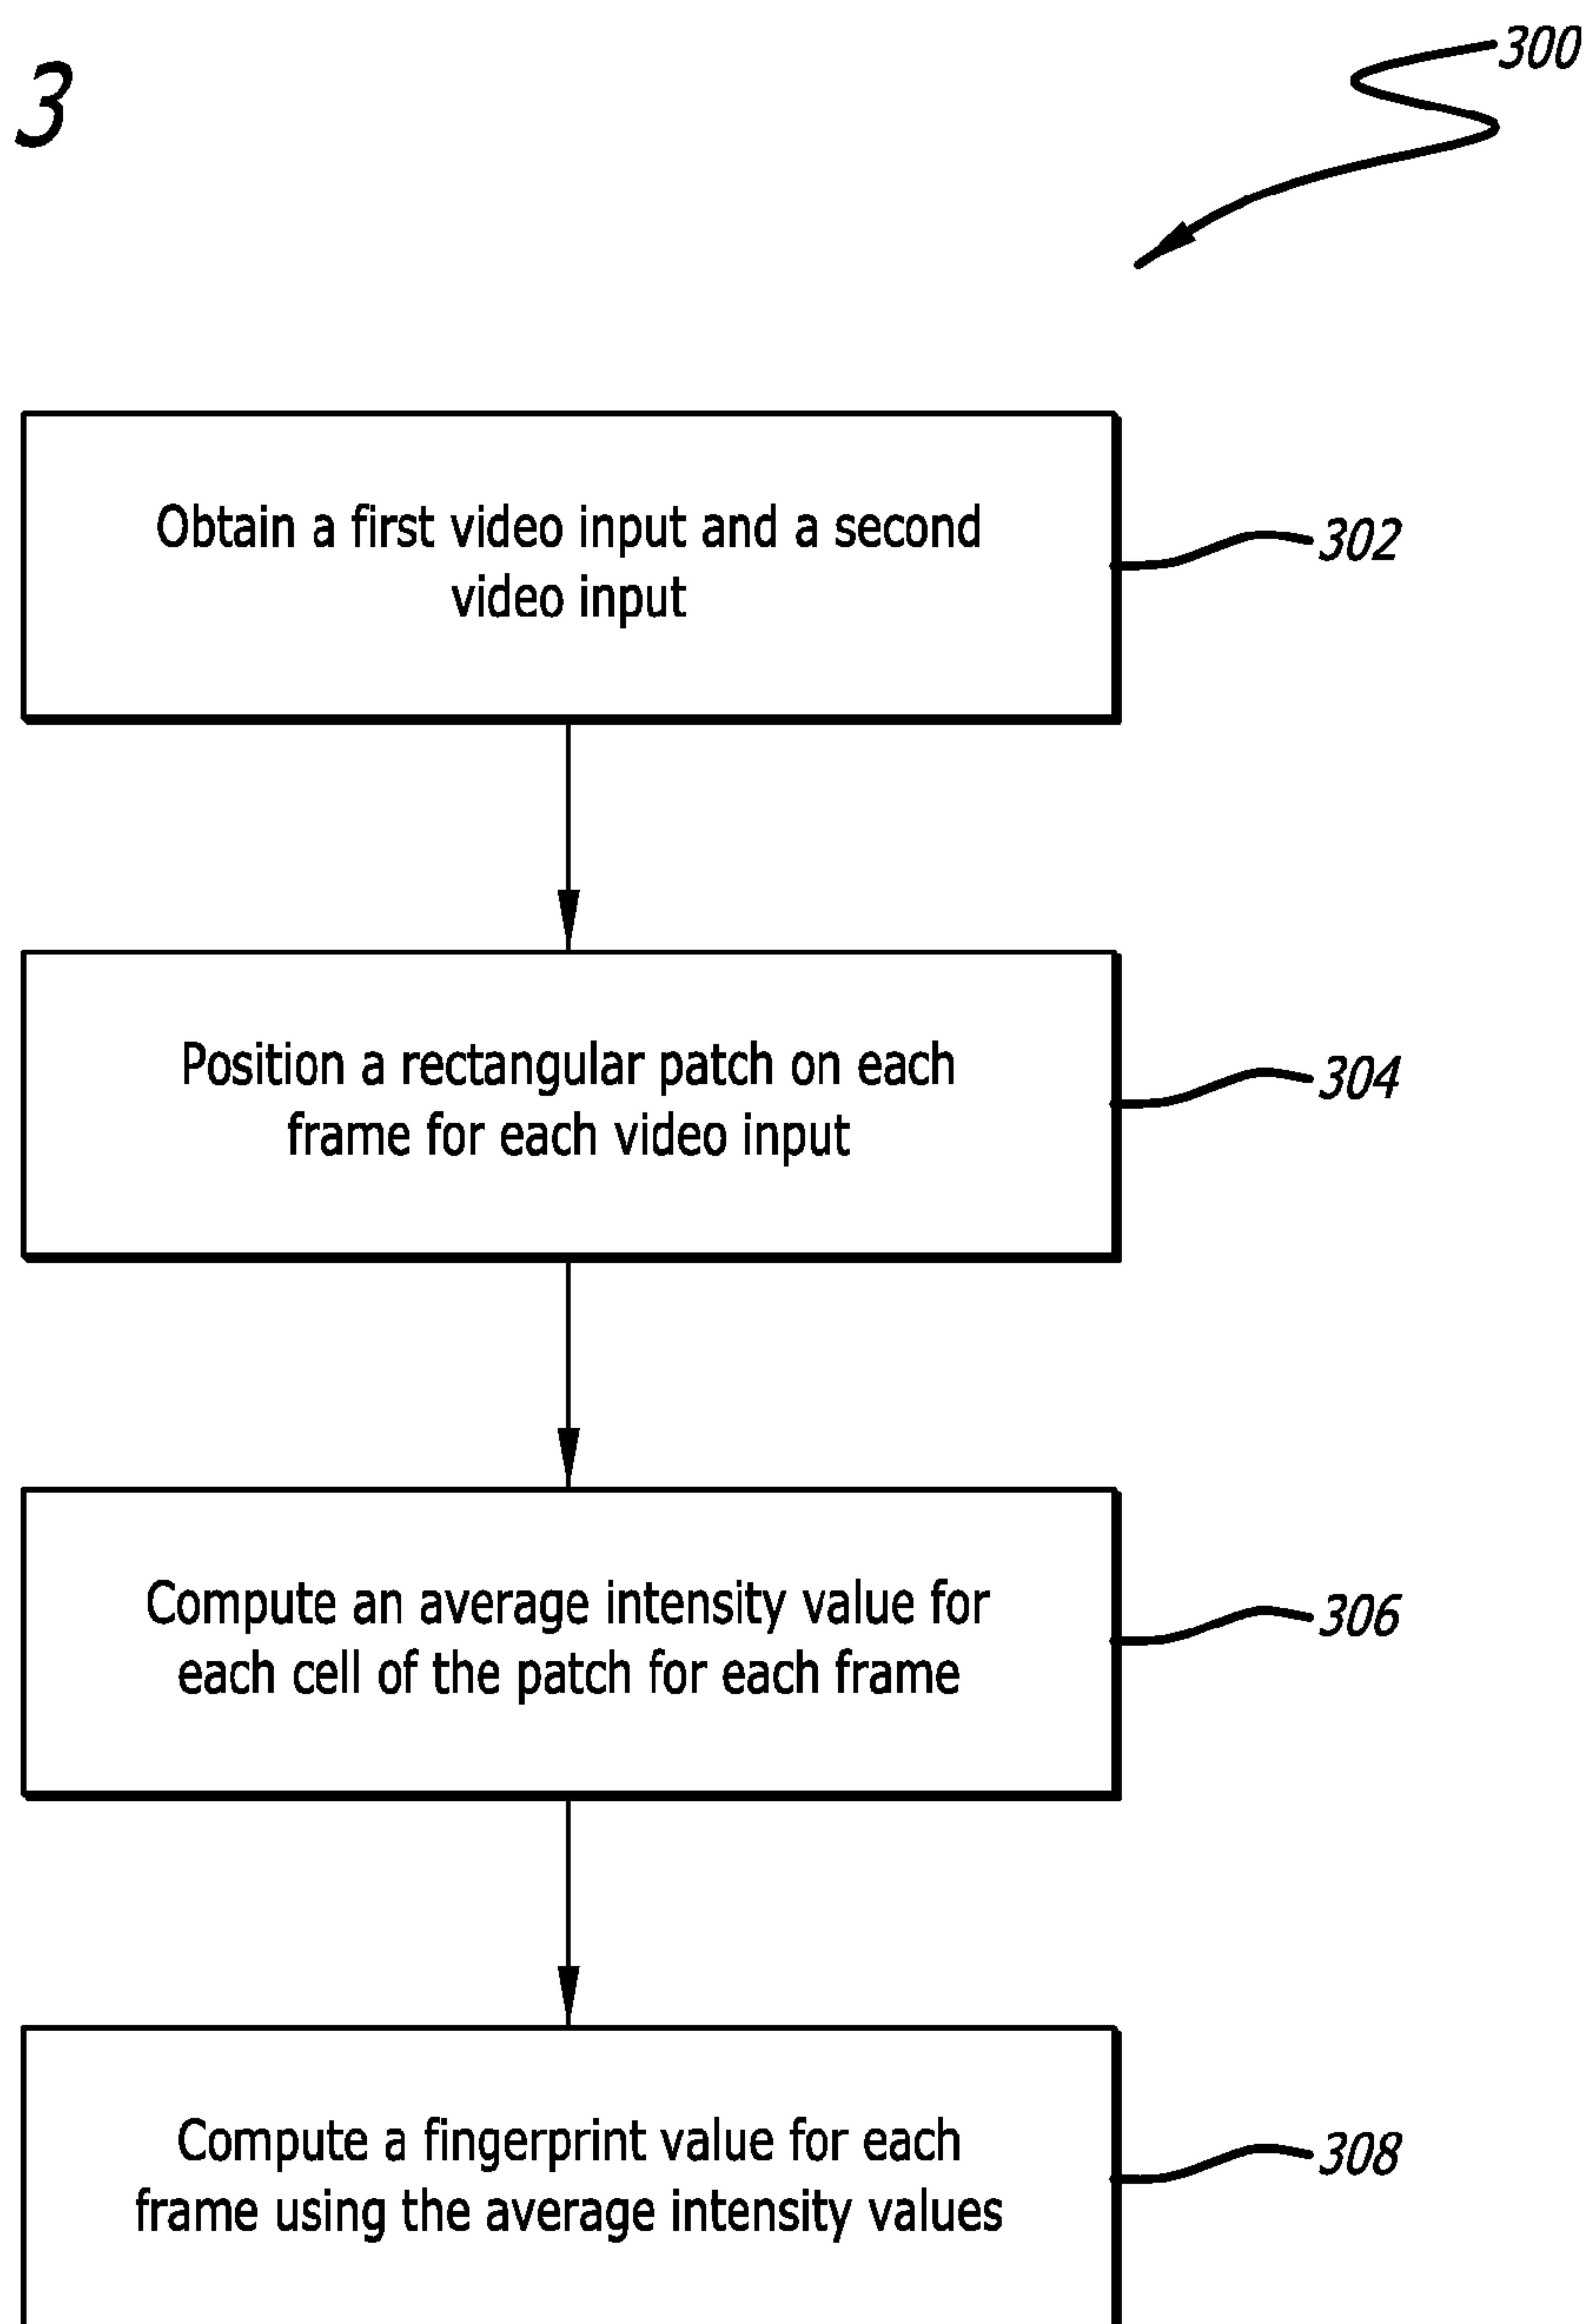 3
300
Obtain a first video input and a second
video input
302
Position a rectangular patch on each
frame for each video input
304
Compute an average intensity value for
each cell of the patch for each frame
306
Compute a fingerprint value for each
frame using the average intensity values
308